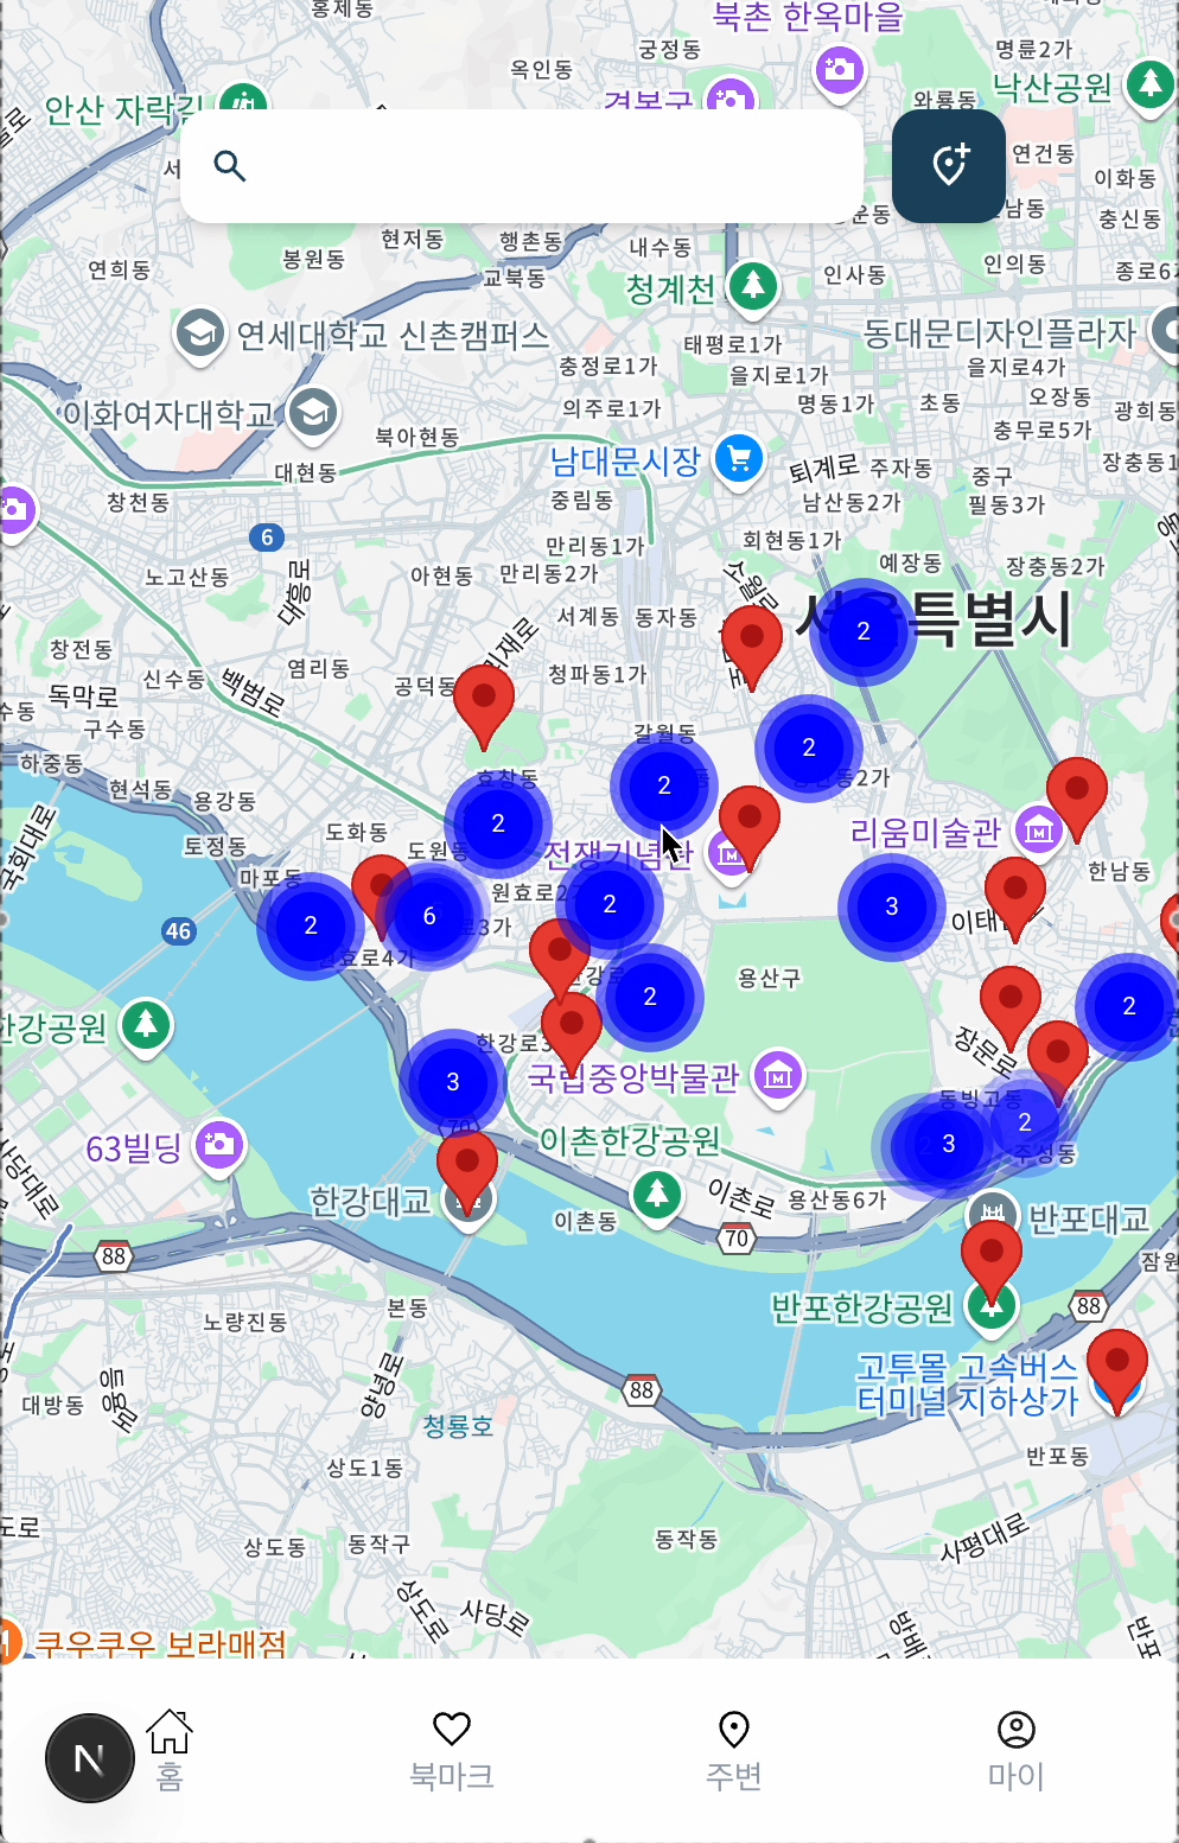 홍제동
북촌 한옥마을
궁정동
명륜2가
옥인동
안산 자락길
경복궁
와룡동
낙산공원
연건동
이화동
충신동
현저동
행촌동
내수동
연희동
봉원동
교북동
청계천
인사동
인의동
종로6
연세대학교 신촌캠퍼스
태평로1가
동대문디자인플라자
충정로1가
을지로1가
을지로4가
이화여자대학교
의주로1가
명동1가
초동
오장동
광희동
북아현동
충무로5가
대현동
남대문시장
퇴계로
주자동
중구
장충동1
창천동
중림동
남산동2가
필동3가
6
만리동1가
회현동1가
노고산동
대흥로
아현동
만리동2가
소월로
예장동
장충동2가
서계동
동자동
서울특별시
2
창전동
신수동
염리동
공덕동
청파동1가
독막로
백범로
구수동
갈월동
2
하중동
효창동
2
현석동
용강동
2
국회대로
토정동
도화동
도원동
전쟁기념관
리움미술관
마포동
원효로2
2
한남동
46
2
6
3
원효로4가
용산구
2
2
한강공원
한강로3
장문로
3
국립중앙박물관
동빙고동
70
2
63빌딩
이촌한강공원
3
주성동
한강대교
이촌로
용산동6가
이촌동
반포대교
88
70
노량진동
본동
반포한강공원
88
대방동
양녕로
88
고투몰 고속버스
터미널 지하상가
청룡호
상도1동
반포동
상도동
동작구
동작동
사평대로
상도로
사당로
쿠우쿠우 보라매점
N
홈
북마크
주변
마이